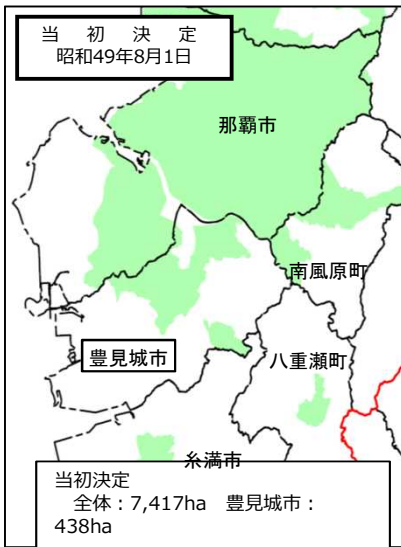 当 初 決 定
昭和49年8月1日
那覇市
南風原町
豊見城市
八重瀬町
糸満市
当初決定
全体：7,417ha 豊見城市：
438ha